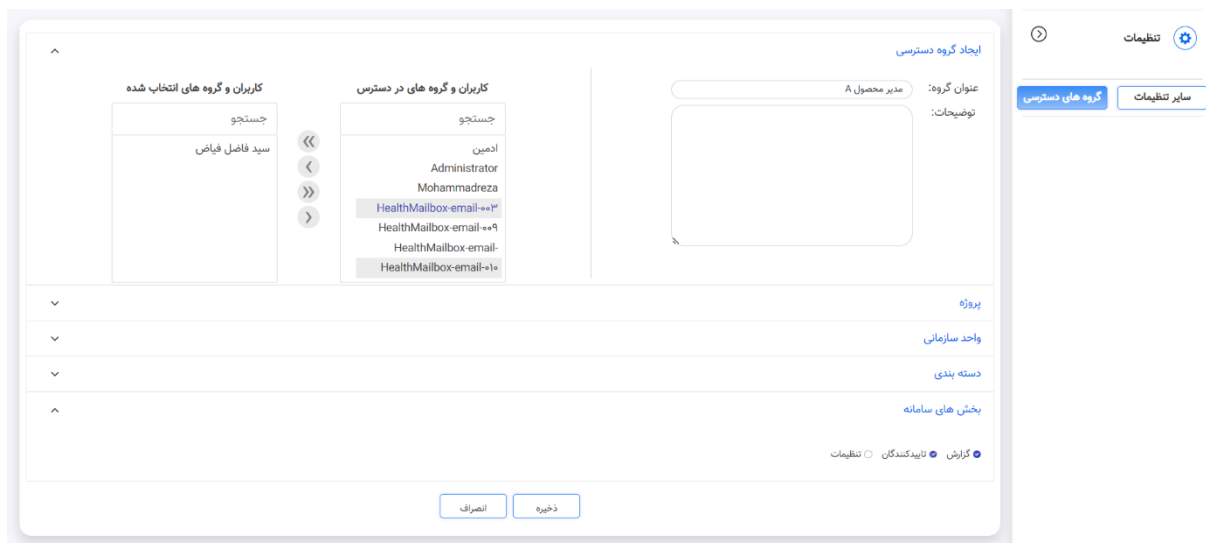 تنظیمات
سایر تنظیمات
گروه های دسترسی
ایجاد گروه دسترسی
عنوان گروه:
مدیر محصول A
توضیحات:
کاربران و گروه های در دسترس
جستجو
ادمین
Administrator
Mohammadreza
HealthMailbox-email-۰۰۳
HealthMailbox-email-۰۰۹
HealthMailbox-email-
HealthMailbox-email-۰۱۰
کاربران و گروه های انتخاب شده
جستجو
سید فاضل فیاض
پروژه
واحد سازمانی
دسته بندی
بخش های سامانه
گزارش تاییدکنندگان تنظیمات
ذخیره
انصراف